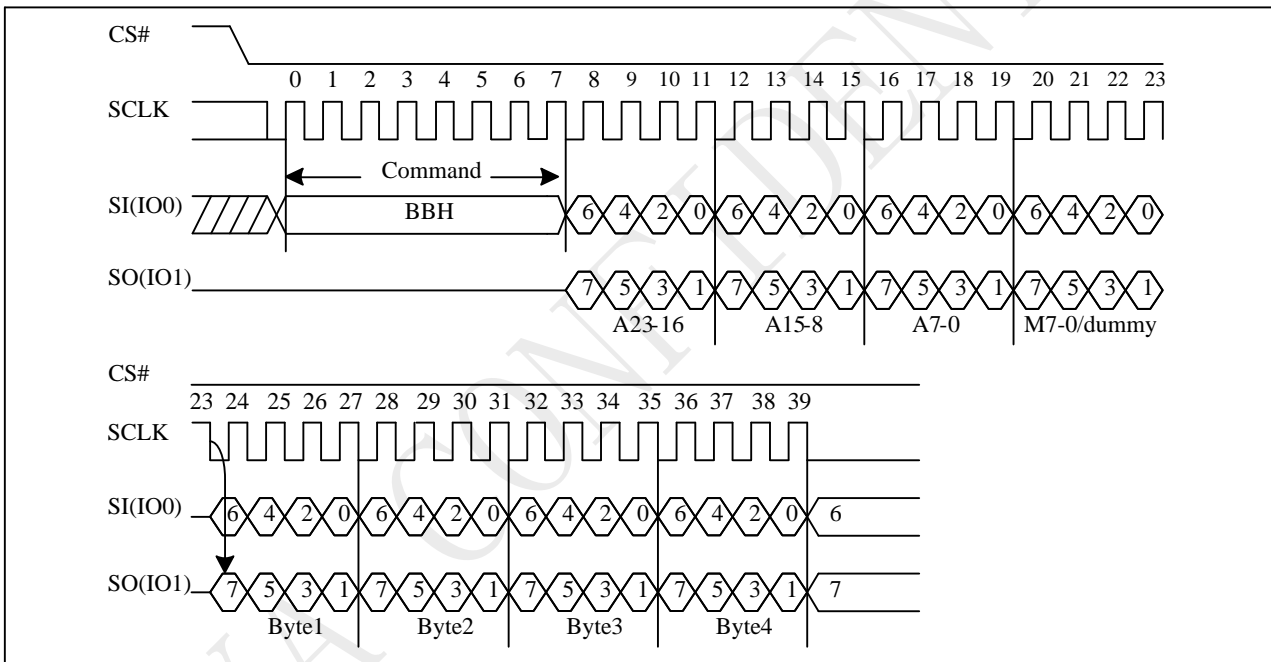 CS#
0 1 2 3 4 5 6 7 8 9 10 11 12 13 14 15 16 17 18 19 20 21 22 23
SCLK
Command
SI(IO0) BBH 6 4 2 0 6 4 2 0 6 4 2 0 6 4 2 0
SO(IO1) 7 5 3 1 7 5 3 1 7 5 3 1 7 5 3 1
A23-16 A15-8 A7-0 M7-0/dummy
CS#
23 24 25 26 27 28 29 30 31 32 33 34 35 36 37 38 39
SCLK
SI(IO0) 6 4 2 0 6 4 2 0 6 4 2 0 6 4 2 0 6
SO(IO1) 7 5 3 1 7 5 3 1 7 5 3 1 7 5 3 1 7
Byte1 Byte2 Byte3 Byte4